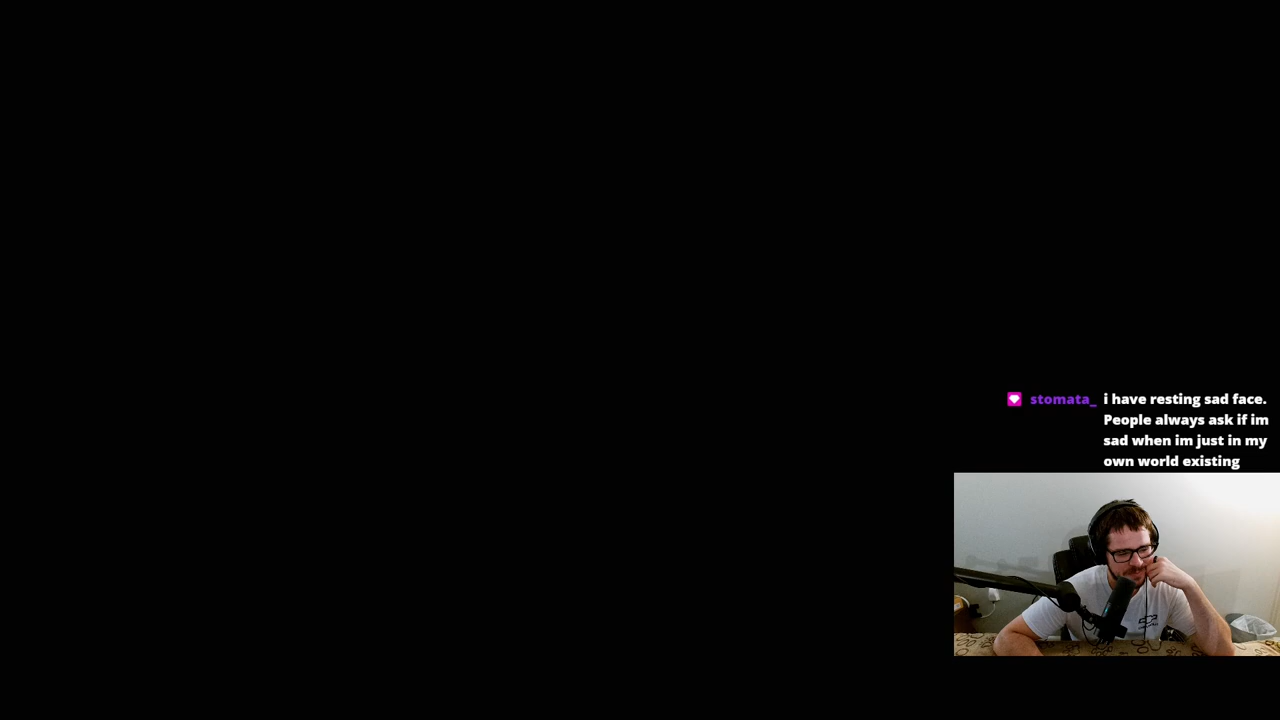 stomata_ i have resting sad face.
People always ask if im
sad when im just in my
own world existing